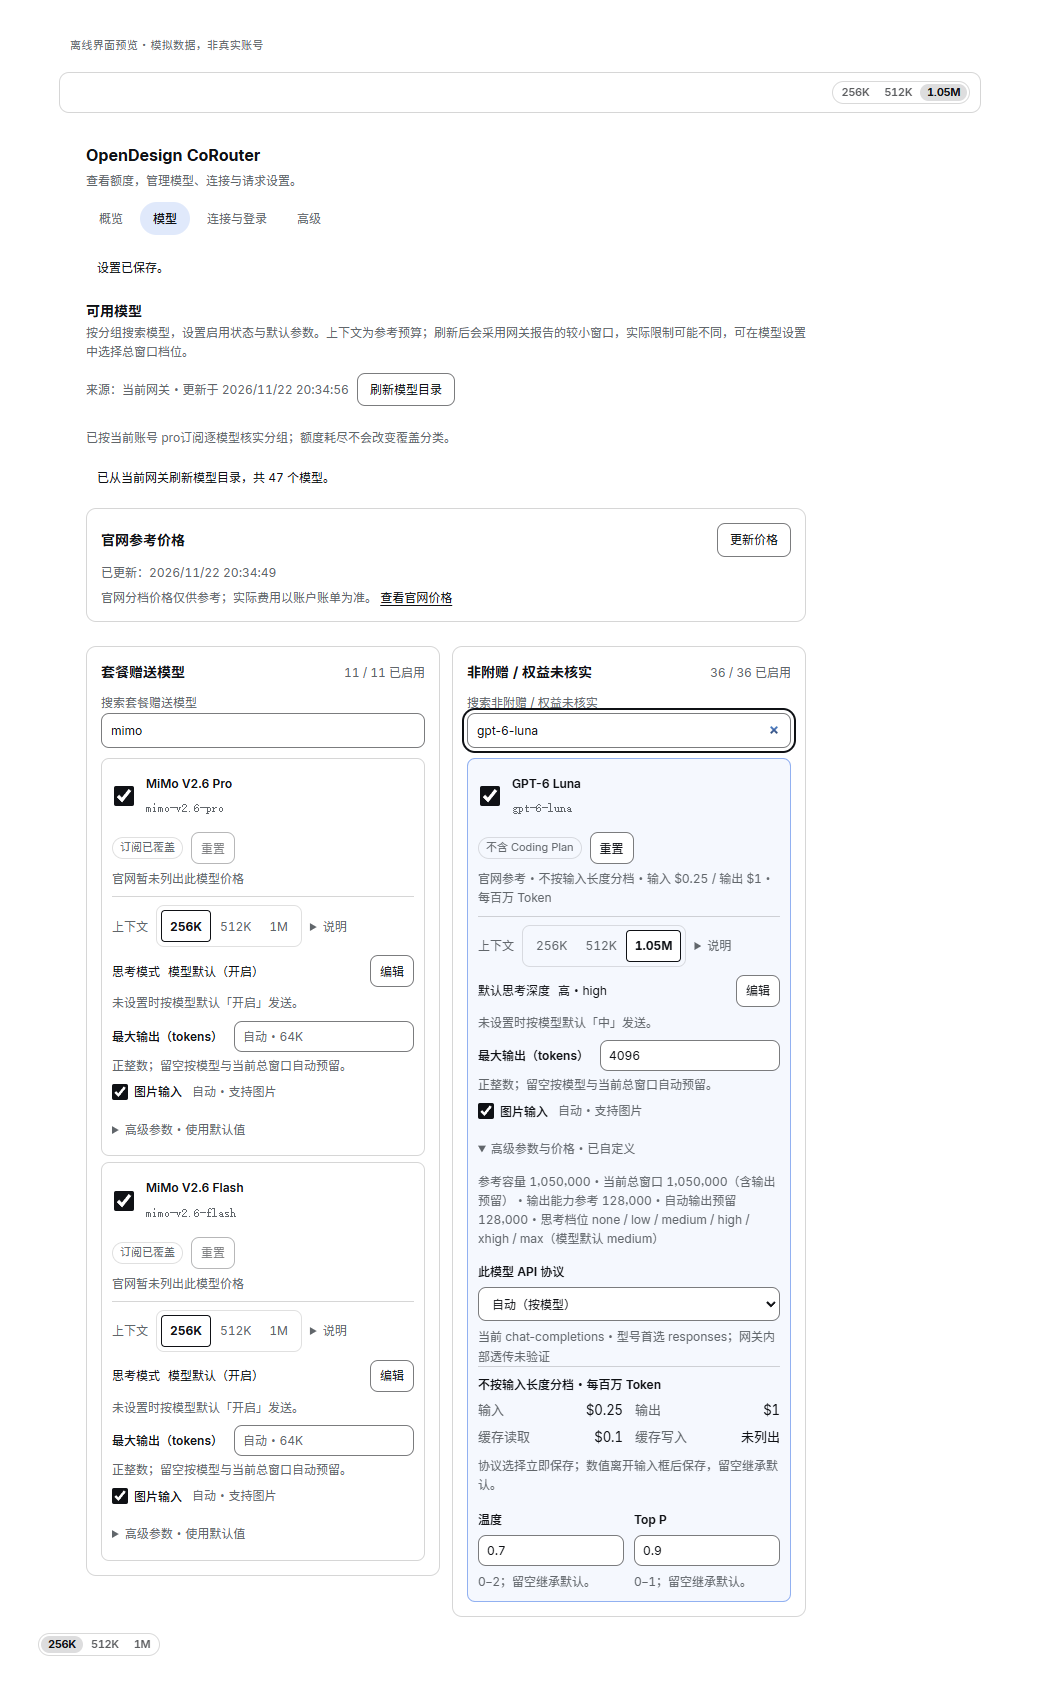 离线界面预览・模拟数据，非真实账号
256K 512K 1.05M
OpenDesign CoRouter
查看额度，管理模型、连接与请求设置。
概览 模型 连接与登录 高级
设置已保存。
可用模型
按分组搜索模型，设置启用状态与默认参数。上下文为参考预算；刷新后会采用网关报告的较小窗口，实际限制可能不同，可在模型设置
中选择总窗口档位。
来源：当前网关・更新于 2026/11/22 20:34:56 刷新模型目录
已按当前账号 pro订阅逐模型核实分组；额度耗尽不会改变覆盖分类。
已从当前网关刷新模型目录，共 47 个模型。
官网参考价格 更新价格
已更新：2026/11/22 20:34:49
官网分档价格仅供参考；实际费用以账户账单为准。 查看官网价格
套餐赠送模型 11 / 11 已启用
搜索套餐赠送模型
mimo
MiMo V2.6 Pro
mimo-v2.6-pro
订阅已覆盖 重置
官网暂未列出此模型价格
上下文 256K 512K 1M ▶ 说明
思考模式 模型默认（开启） 编辑
未设置时按模型默认「开启」发送。
最大输出（tokens） 自动・64K
正整数；留空按模型与当前总窗口自动预留。
图片输入 自动・支持图片
▶ 高级参数・使用默认值
MiMo V2.6 Flash
mimo-v2.6-flash
订阅已覆盖 重置
官网暂未列出此模型价格
上下文 256K 512K 1M ▶ 说明
思考模式 模型默认（开启） 编辑
未设置时按模型默认「开启」发送。
最大输出（tokens） 自动・64K
正整数；留空按模型与当前总窗口自动预留。
图片输入 自动・支持图片
▶ 高级参数・使用默认值
非附赠 / 权益未核实 36 / 36 已启用
搜索非附赠 / 权益未核实
gpt-6-luna ×
GPT-6 Luna
gpt-6-luna
不含 Coding Plan 重置
官网参考・不按输入长度分档・输入 $0.25 / 输出 $1・
每百万 Token
上下文 256K 512K 1.05M ▶ 说明
默认思考深度 高・high 编辑
未设置时按模型默认「中」发送。
最大输出（tokens） 4096
正整数；留空按模型与当前总窗口自动预留。
图片输入 自动・支持图片
▼ 高级参数与价格・已自定义
参考容量 1,050,000・当前总窗口 1,050,000（含输出
预留）・输出能力参考 128,000・自动输出预留
128,000・思考档位 none / low / medium / high /
xhigh / max（模型默认 medium）
此模型 API 协议
自动（按模型）
当前 chat-completions・型号首选 responses；网关内
部透传未验证
不按输入长度分档・每百万 Token
输入 $0.25 输出 $1
缓存读取 $0.1 缓存写入 未列出
协议选择立即保存；数值离开输入框后保存，留空继承默
认。
温度 Top P
0.7 0.9
0–2；留空继承默认。 0–1；留空继承默认。
256K 512K 1M